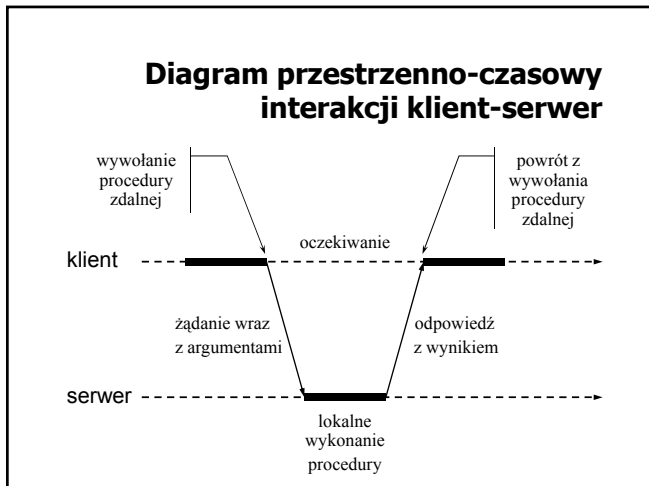 Diagram przestrzenno-czasowy
interakcji klient-serwer
wywołanie
procedury
zdalnej
powrót z
wywołania
procedury
zdalnej
oczekiwanie
klient
żądanie wraz
z argumentami
odpowiedź
z wynikiem
serwer
lokalne
wykonanie
procedury